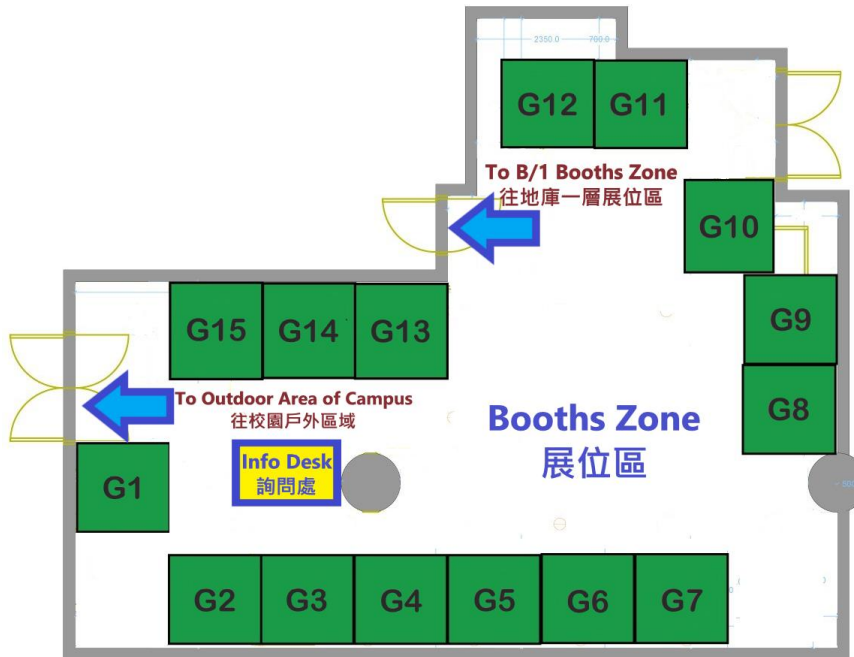 2350.0
700.0
G12
G11
To B/1 Booths Zone
往地庫一層展位區
G10
G15
G14
G13
G9
To Outdoor Area of Campus
往校園戶外區域
Booths Zone
展位區
G8
Info Desk
詢問處
G1
G2
G3
G4
G5
G6
G7